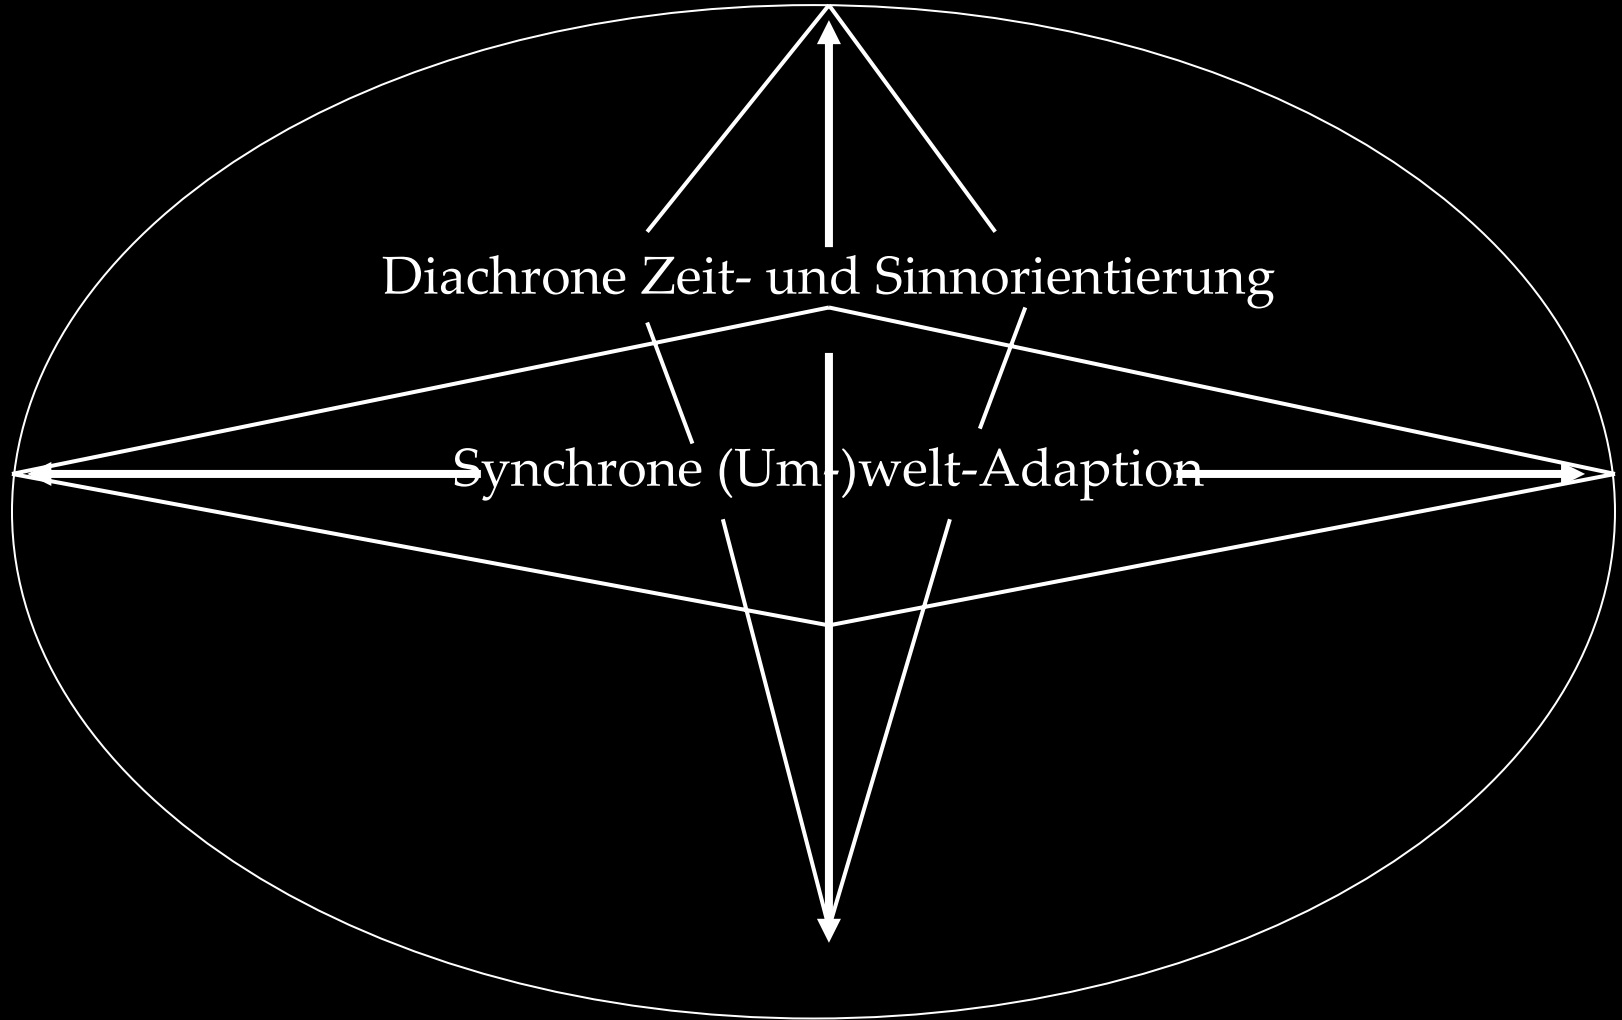 Diachrone Zeit- und Sinnorientierung
Synchrone (Um-)welt-Adaption